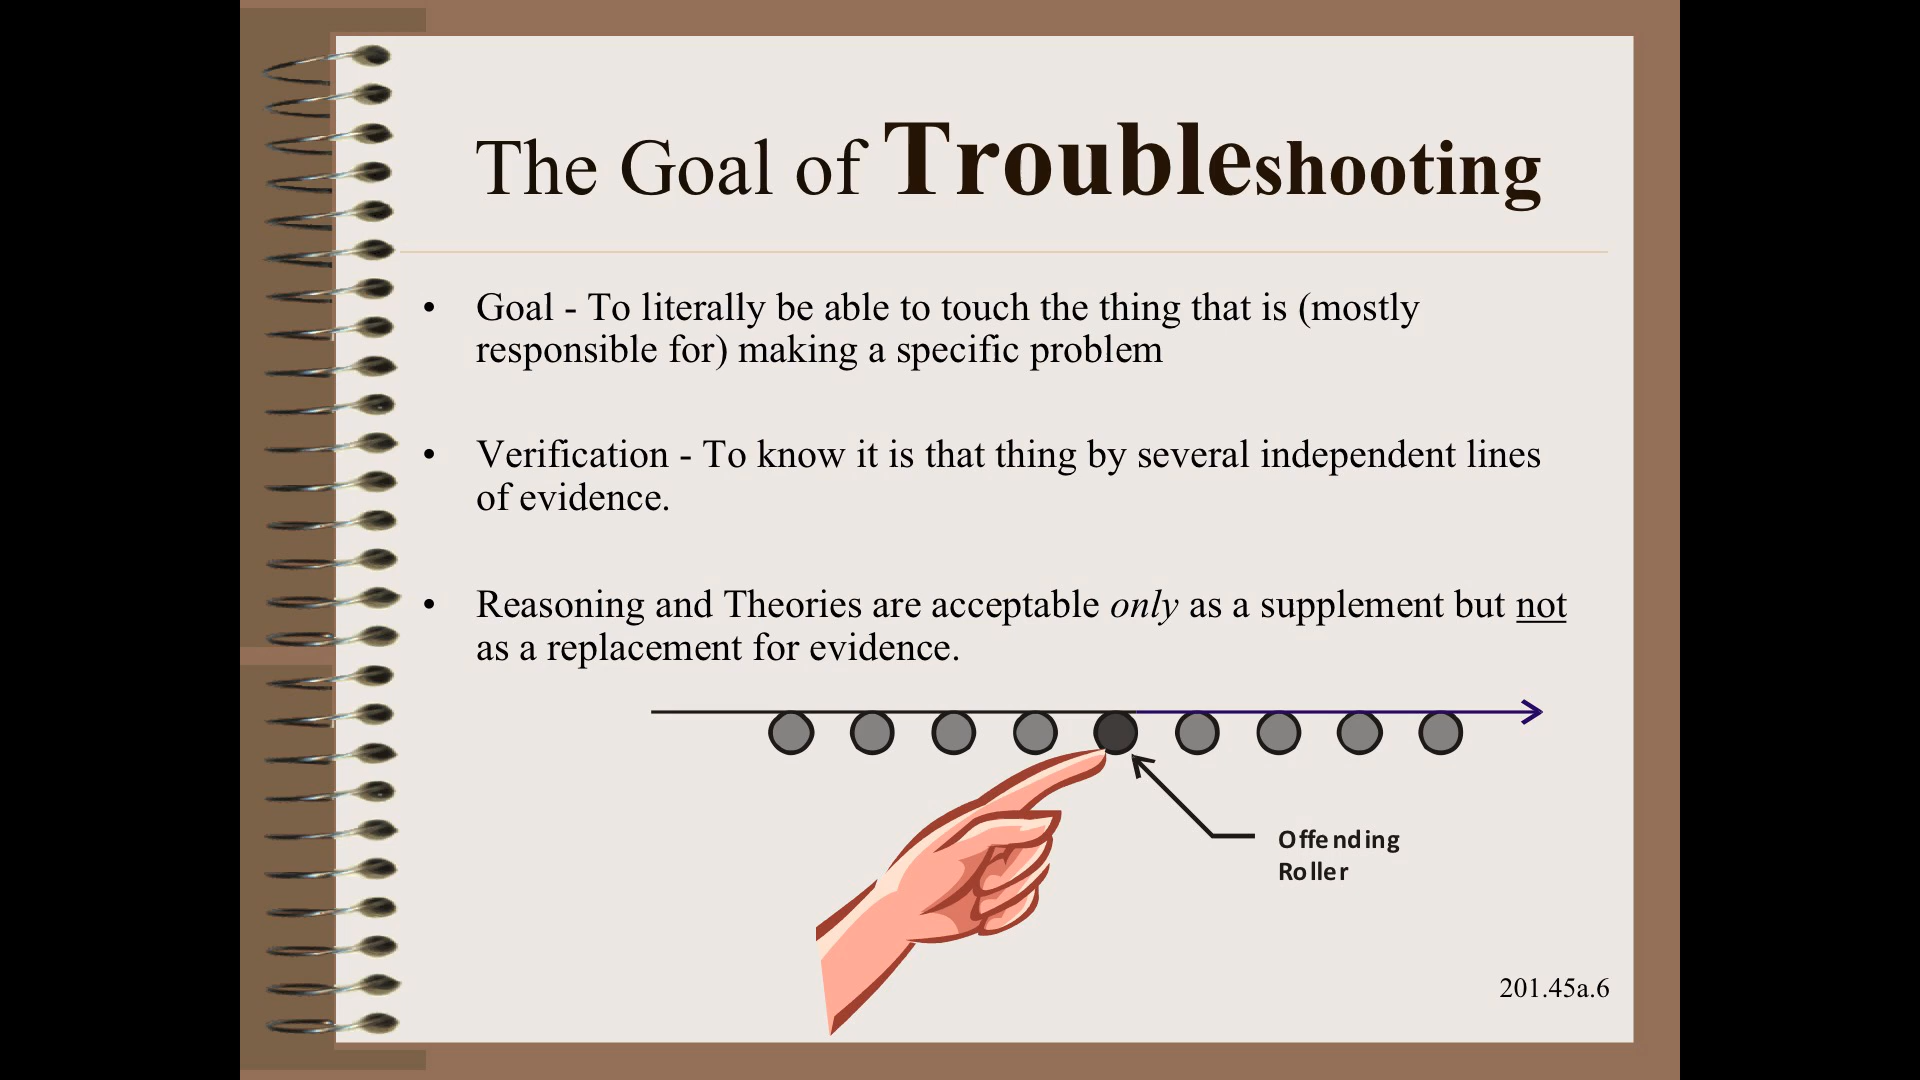 The Goal of Troubleshooting
• Goal - To literally be able to touch the thing that is (mostly
responsible for) making a specific problem
• Verification - To know it is that thing by several independent lines
of evidence.
• Reasoning and Theories are acceptable only as a supplement but not
as a replacement for evidence.
Offending
Roller
201.45a.6